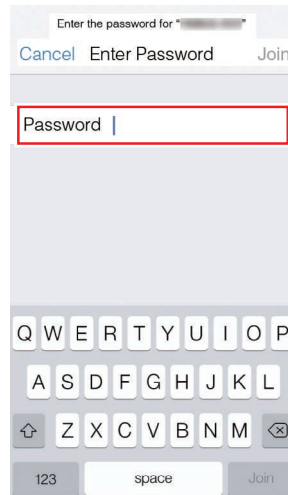 Enter the password for “ ”
Cancel Enter Password Join
Password
Q W E R T Y U I O P
A S D F G H J K L
Z X C V B N M
123 space Join